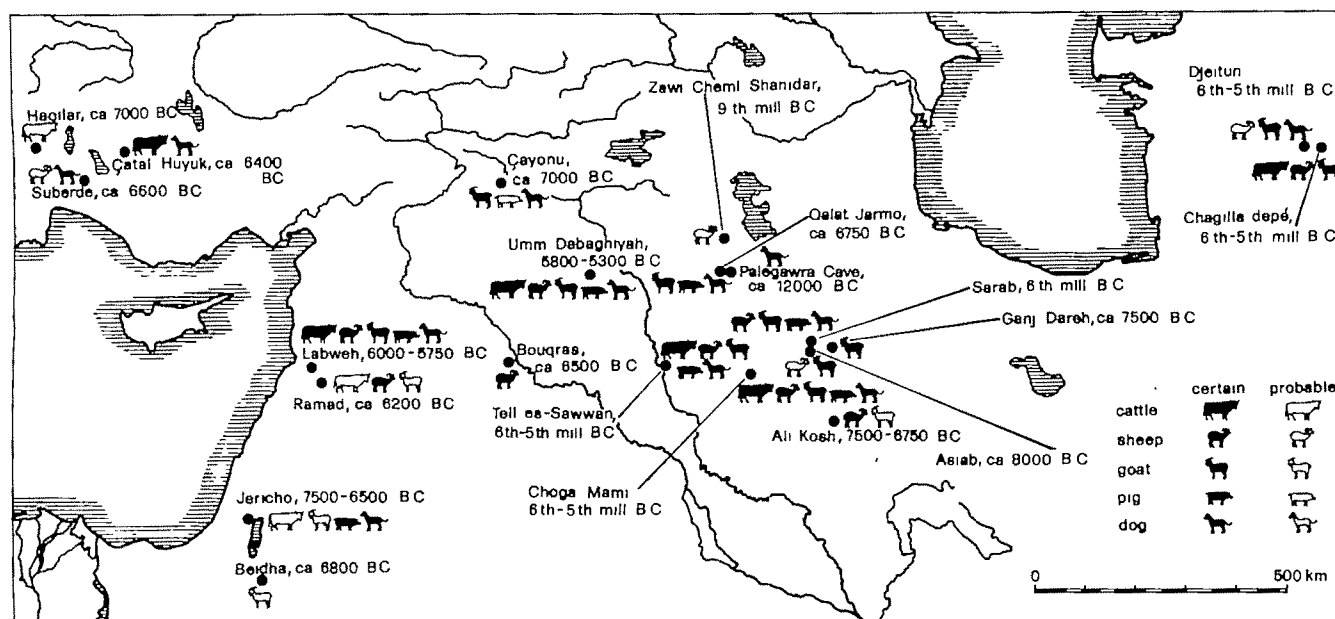 Hacilar, ca 7000 BC
Çatal Huyuk, ca 6400
BC
Suberde, ca 6600 BC
Çayonu,
ca 7000 BC
Zawi Chemi Shanidar,
9 th mill B C
Djeitun
6 th-5 th mill B C
Chagilla depe,
6 th-5 th mill B C
Umm Dabaghiyah,
5800-5300 BC
Qalat Jarmo,
ca 6750 B C
Palegawra Cave,
ca 12000 BC
Sarab, 6 th mill B C
Ganj Dareh, ca 7500 B C
Labweh, 6000-5750 BC
Ramad, ca 6200 BC
Bouqras,
ca 6500 BC
Tell es-Sawwan,
6th-5th mill BC
Choga Mami
6th-5th mill BC
Ali Kosh, 7500-6750 BC
Asiab, ca 8000 BC
Jericho, 7500-6500 BC
Beidha, ca 6800 BC
certain probable
cattle
sheep
goat
pig
dog
0 500 km